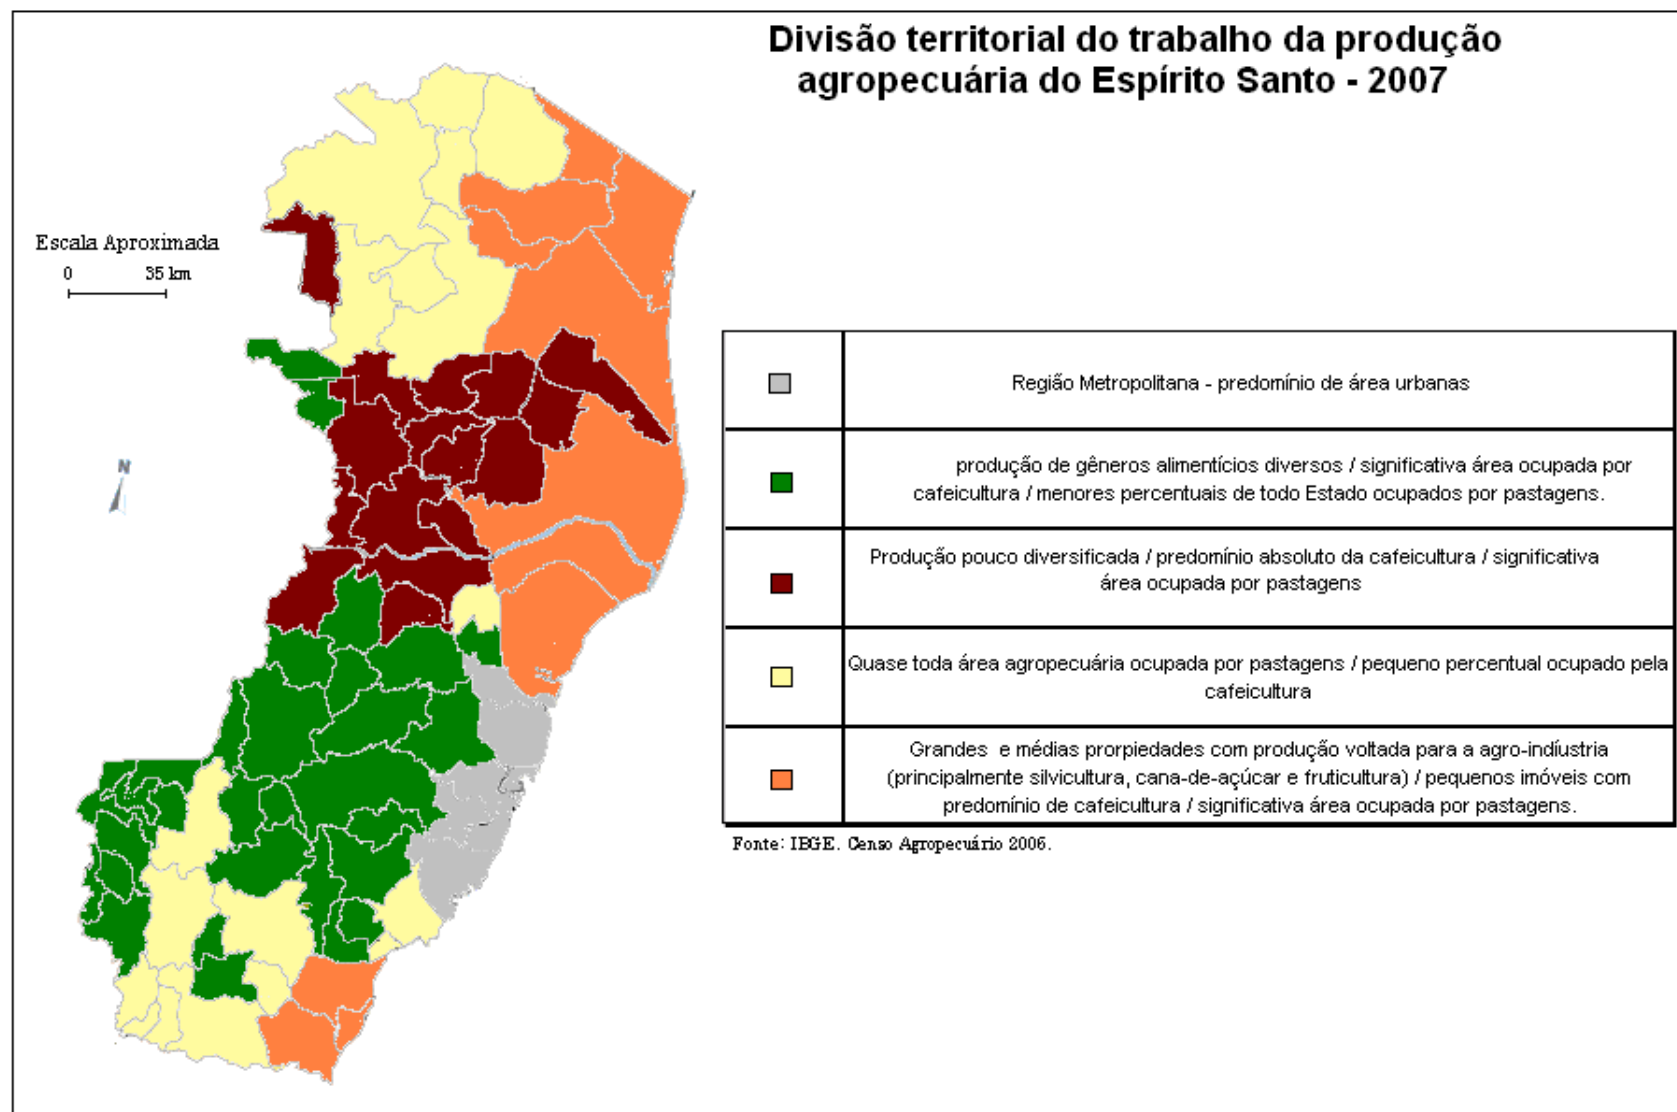 Divisão territorial do trabalho da produção
agropecuária do Espírito Santo - 2007
Escala Aproximada
0 35 km
N
Região Metropolitana - predomínio de área urbanas
produção de gêneros alimentícios diversos / significativa área ocupada por
cafeicultura / menores percentuais de todo Estado ocupados por pastagens.
Produção pouco diversificada / predomínio absoluto da cafeicultura / significativa
área ocupada por pastagens
Quase toda área agropecuária ocupada por pastagens / pequeno percentual ocupado pela
cafeicultura
Grandes e médias prorpiedades com produção voltada para a agro-indíustria
(principalmente silvicultura, cana-de-açúcar e fruticultura) / pequenos imóveis com
predomínio de cafeicultura / significativa área ocupada por pastagens.
Fonte: IBGE. Censo Agropecuário 2006.